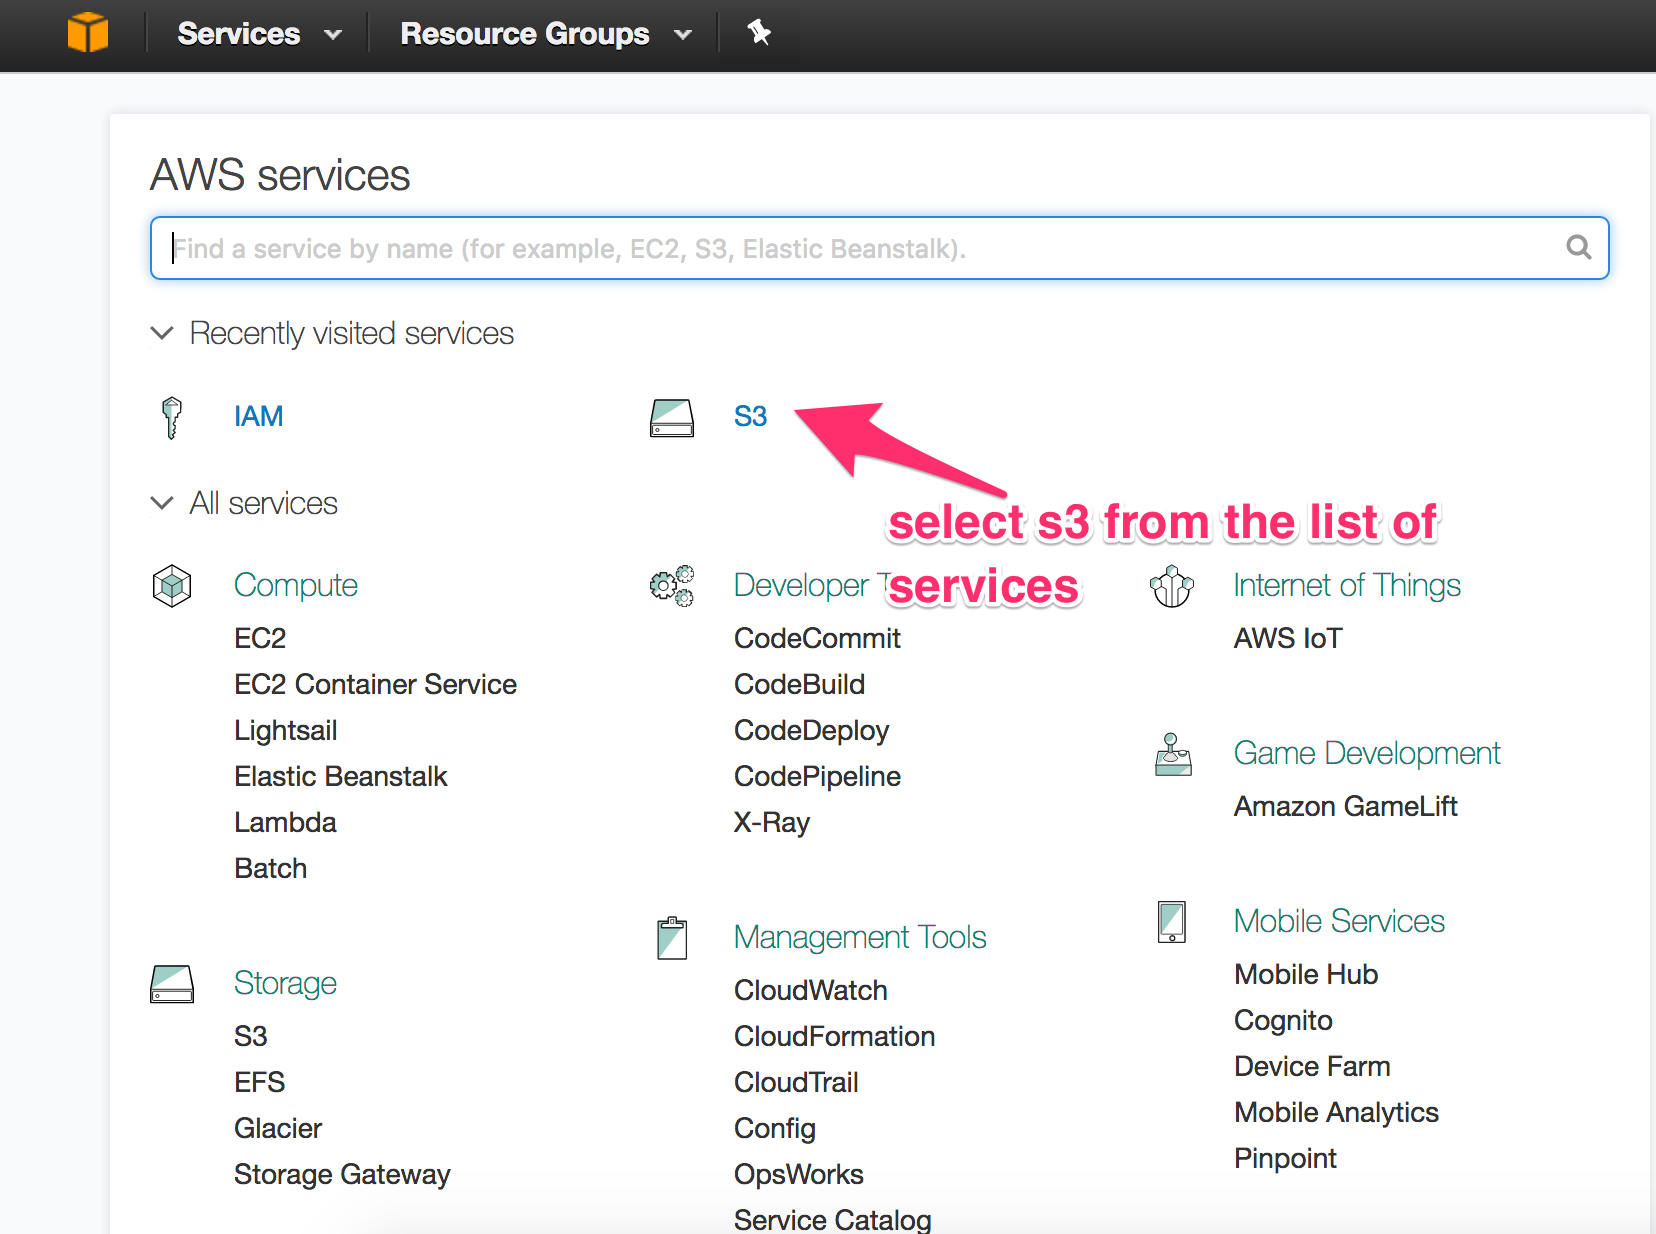 Services
Resource Groups
AWS services
Find a service by name (for example, EC2, S3, Elastic Beanstalk).
Recently visited services
IAM
S3
select s3 from the list of
services
All services
Compute
EC2
EC2 Container Service
Lightsail
Elastic Beanstalk
Lambda
Batch
Storage
S3
EFS
Glacier
Storage Gateway
Developer
CodeCommit
CodeBuild
CodeDeploy
CodePipeline
X-Ray
Management Tools
CloudWatch
CloudFormation
CloudTrail
Config
OpsWorks
Service Catalog
Internet of Things
AWS IoT
Game Development
Amazon GameLift
Mobile Services
Mobile Hub
Cognito
Device Farm
Mobile Analytics
Pinpoint